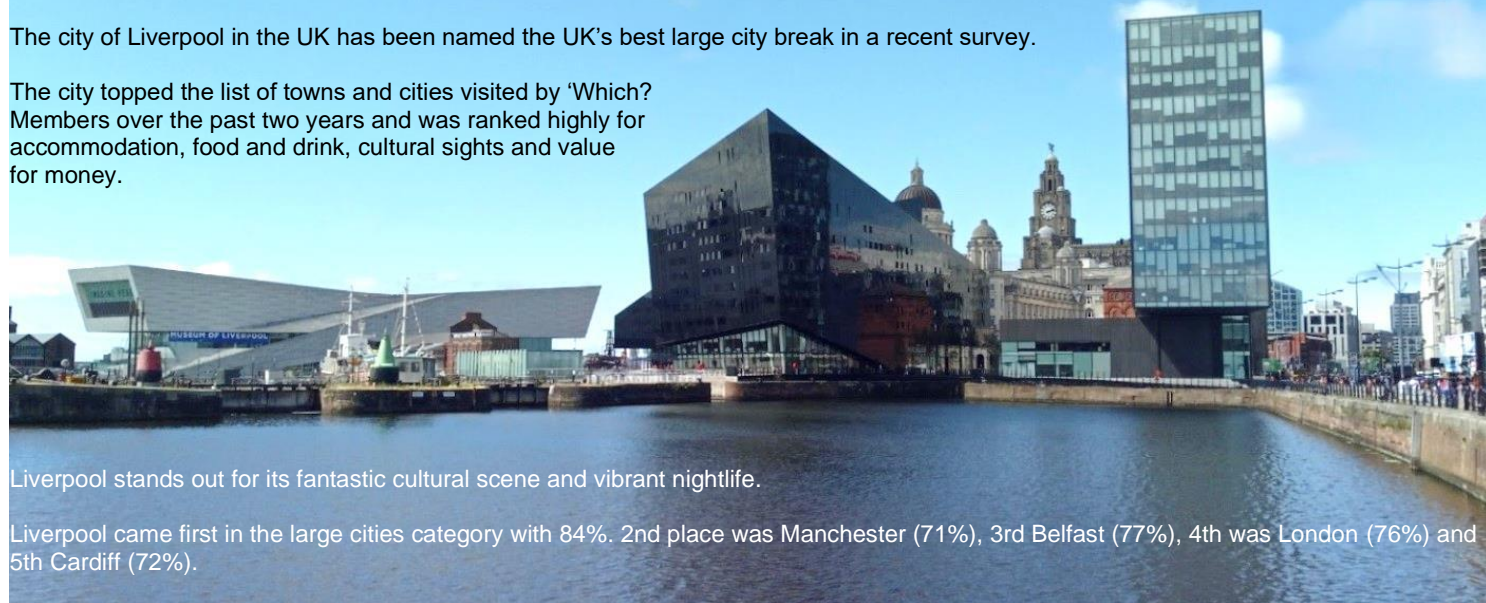 The city of Liverpool in the UK has been named the UK’s best large city break in a recent survey.
The city topped the list of towns and cities visited by ‘Which?
Members over the past two years and was ranked highly for
accommodation, food and drink, cultural sights and value
for money.
MUSEUM OF LIVERPOOL
Liverpool stands out for its fantastic cultural scene and vibrant nightlife.
Liverpool came first in the large cities category with 84%. 2nd place was Manchester (71%), 3rd Belfast (77%), 4th was London (76%) and
5th Cardiff (72%).